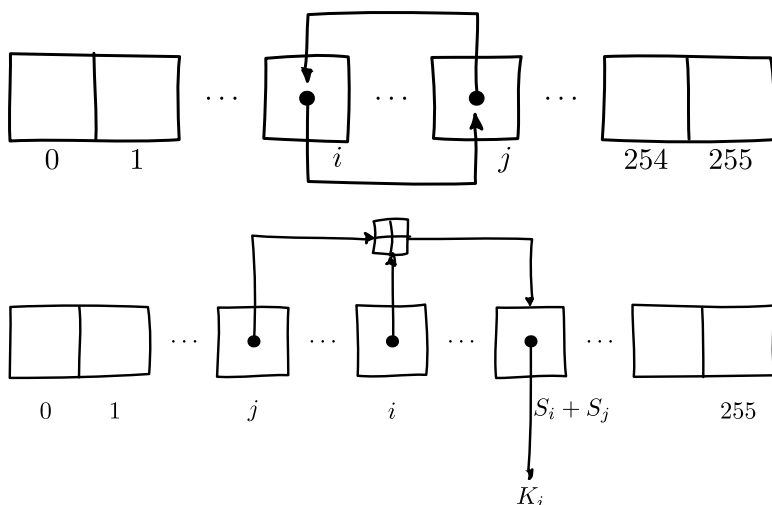 ... ... ...
0 1 i j 254 255
... ... ... ...
0 1 j i S_i + S_j 255
K_i